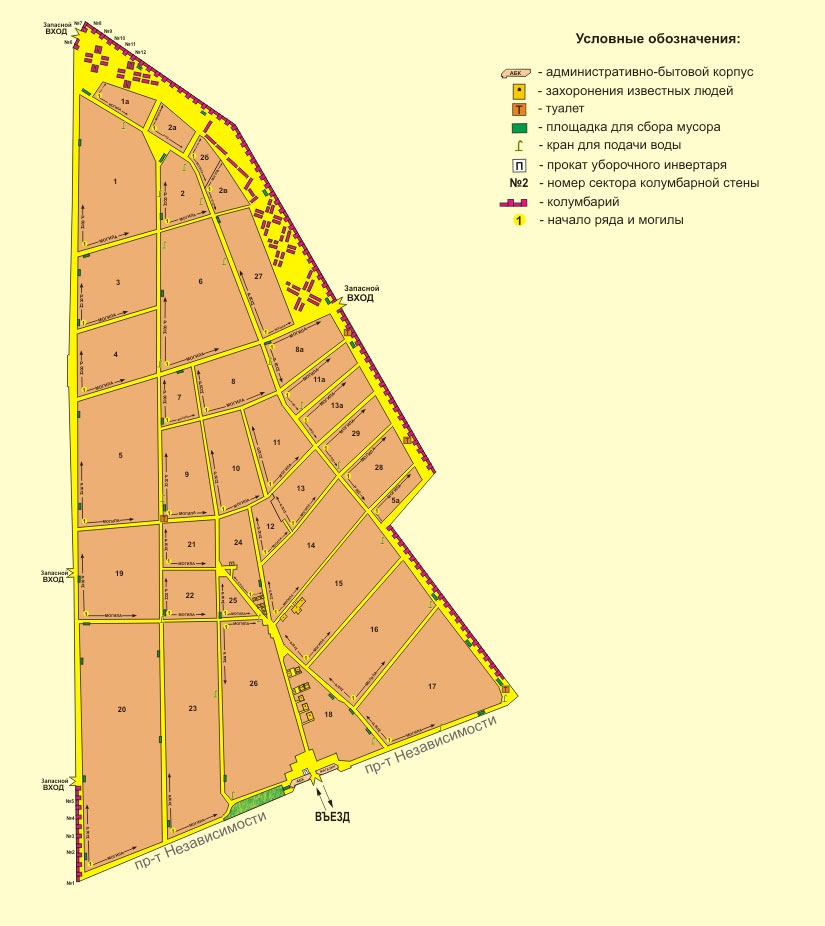 Условные обозначения:
АБК - административно-бытовой корпус
- захоронения известных людей
Т - туалет
- площадка для сбора мусора
- кран для подачи воды
П - прокат уборочного инвертаря
№2 - номер сектора колумбарной стены
- колумбарий
1 - начало ряда и могилы
Запасной
ВХОД
№6
№7
№8
№9
№10
№11
№12
1а
2а
2б
2в
1
2
3
6
27
4
Запасной
ВХОД
8а
11а
13а
29
28
5а
7
8
5
9
10
11
13
12
14
21
24
19
22
25
15
16
17
Запасной
ВХОД
20
23
26
18
МОГИЛА
РЯД
Запасной
ВХОД
№5
№4
№3
№2
№1
АБК
П
пр-т Независимости
пр-т Независимости
ВЪЕЗД